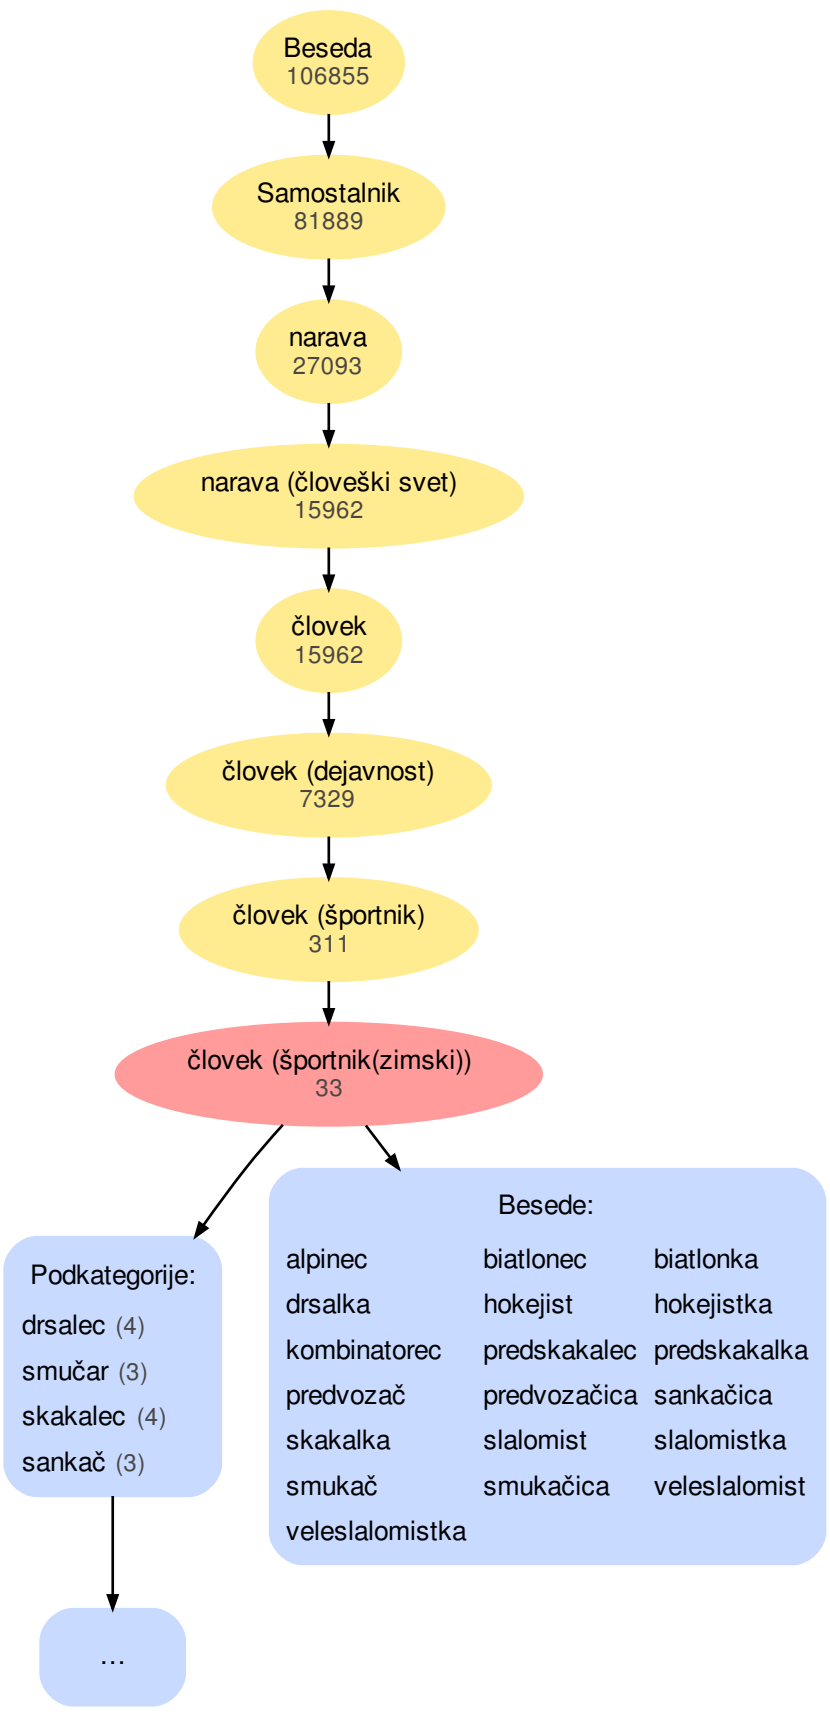 Beseda
106855
Samostalnik
81889
narava
27093
narava (človeški svet)
15962
človek
15962
človek (dejavnost)
7329
človek (športnik)
311
človek (športnik(zimski))
33
Podkategorije:
drsalec (4)
smučar (3)
skakalec (4)
sankač (3)
...
Besede:
alpinec biatlonec biatlonka
drsalka hokejist hokejistka
kombinatorec predskakalec predskakalka
predvozač predvozačica sankačica
skakalka slalomist slalomistka
smukač smukačica veleslalomist
veleslalomistka